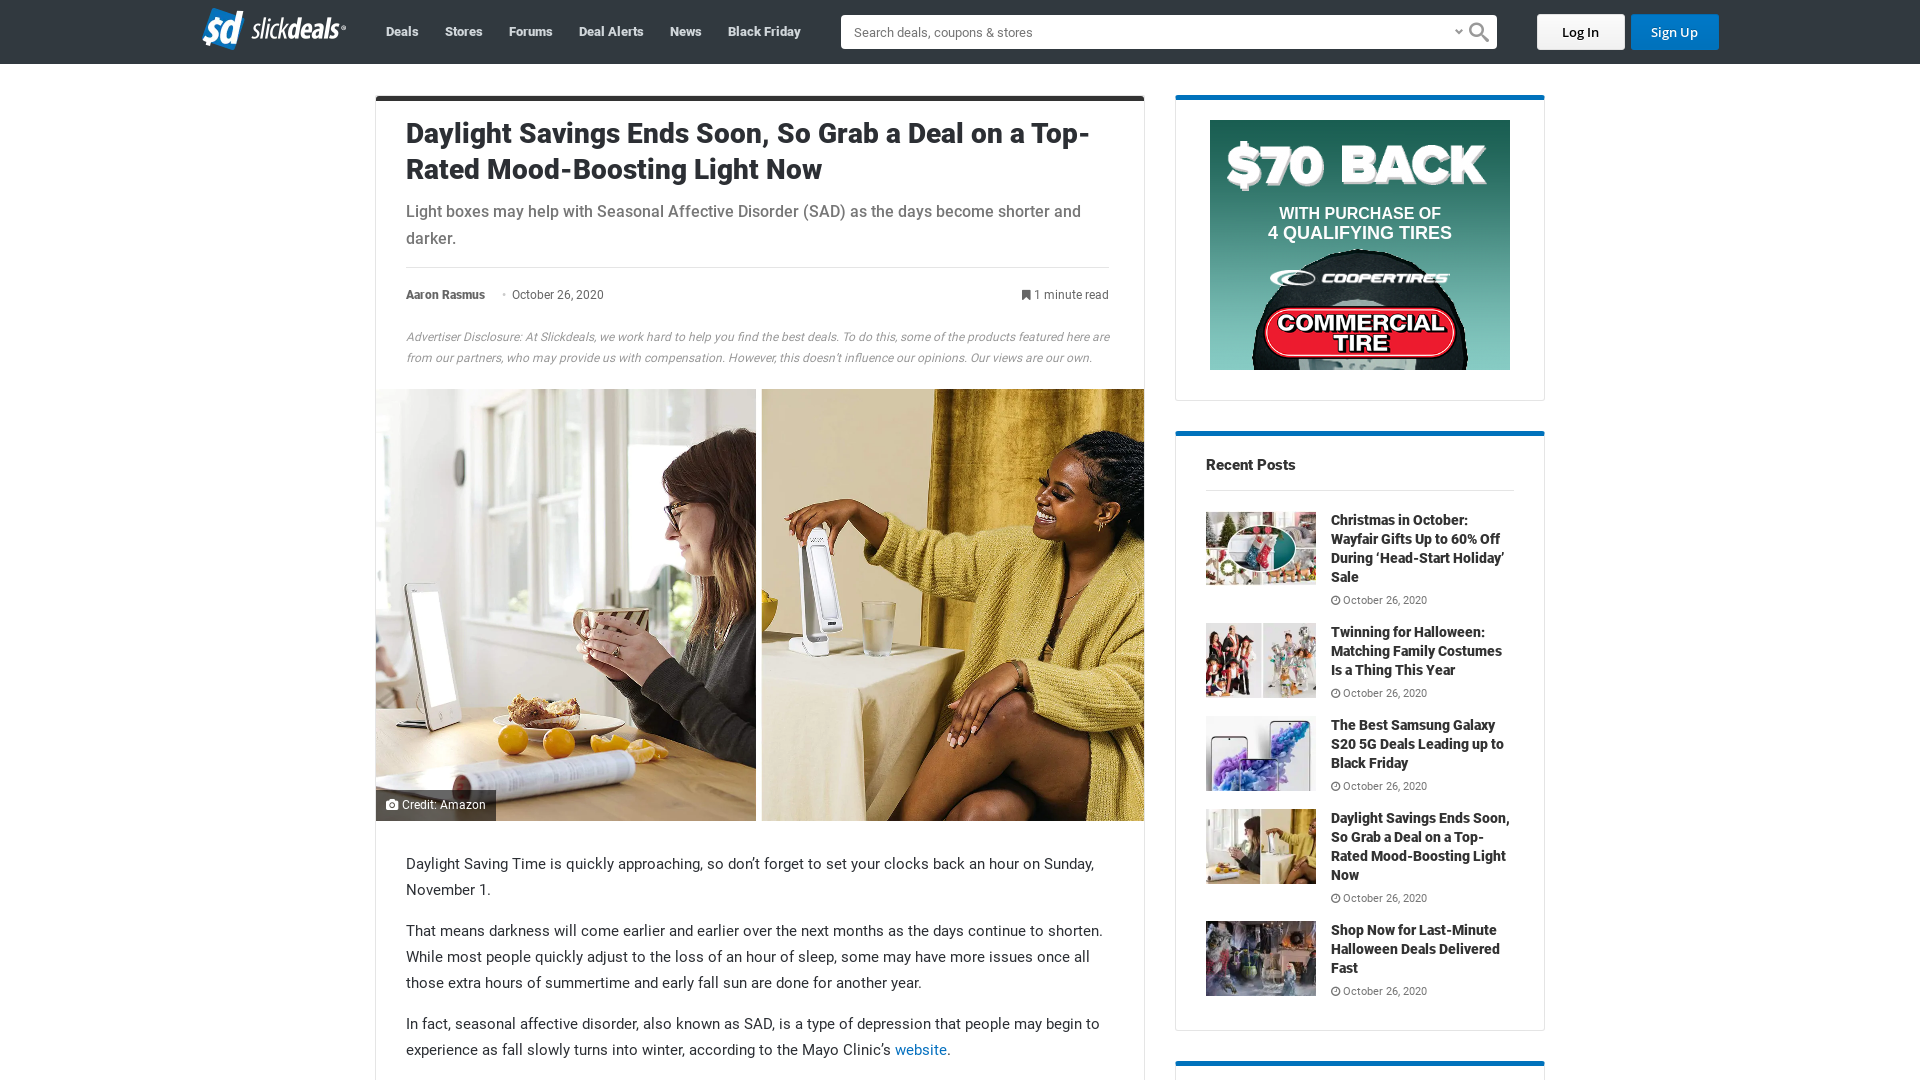 sd slickdeals
Deals
Stores
Forums
Deal Alerts
News
Black Friday
Search deals, coupons & stores
Log In
Sign Up
Daylight Savings Ends Soon, So Grab a Deal on a Top-
Rated Mood-Boosting Light Now
Light boxes may help with Seasonal Affective Disorder (SAD) as the days become shorter and
darker.
Aaron Rasmus
October 26, 2020
1 minute read
Advertiser Disclosure: At Slickdeals, we work hard to help you find the best deals. To do this, some of the products featured here are
from our partners, who may provide us with compensation. However, this doesn’t influence our opinions. Our views are our own.
Credit: Amazon
Daylight Saving Time is quickly approaching, so don’t forget to set your clocks back an hour on Sunday,
November 1.
That means darkness will come earlier and earlier over the next months as the days continue to shorten.
While most people quickly adjust to the loss of an hour of sleep, some may have more issues once all
those extra hours of summertime and early fall sun are done for another year.
In fact, seasonal affective disorder, also known as SAD, is a type of depression that people may begin to
experience as fall slowly turns into winter, according to the Mayo Clinic’s website.
$70 BACK
WITH PURCHASE OF
4 QUALIFYING TIRES
COOPERTIRES
COMMERCIAL
TIRE
Recent Posts
Christmas in October:
Wayfair Gifts Up to 60% Off
During ‘Head-Start Holiday’
Sale
October 26, 2020
Twinning for Halloween:
Matching Family Costumes
Is a Thing This Year
October 26, 2020
The Best Samsung Galaxy
S20 5G Deals Leading up to
Black Friday
October 26, 2020
Daylight Savings Ends Soon,
So Grab a Deal on a Top-
Rated Mood-Boosting Light
Now
October 26, 2020
Shop Now for Last-Minute
Halloween Deals Delivered
Fast
October 26, 2020